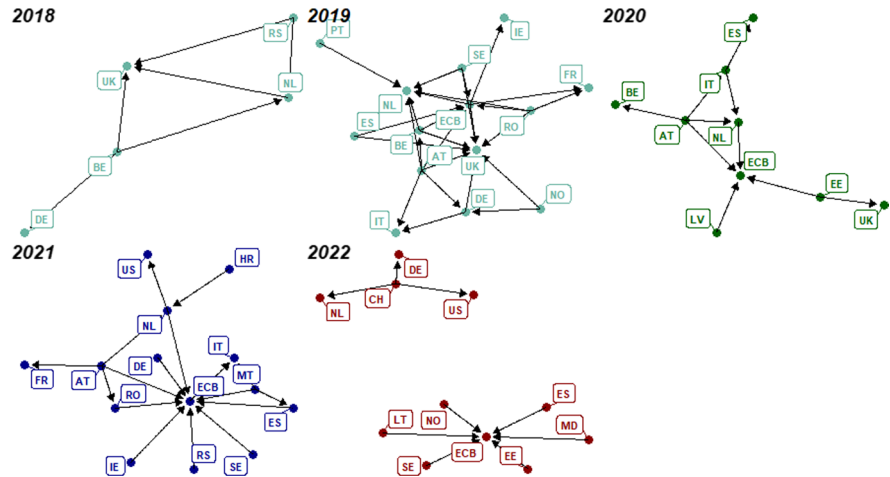 2018
RS
UK
NL
BE
DE
2019
PT
IE
SE
FR
NL
ES
ECB
RO
BE
AT
UK
DE
NO
IT
2020
ES
IT
BE
AT
NL
ECB
EE
LV
UK
2021
US
HR
NL
IT
DE
MT
FR
AT
RO
ECB
ES
IE
RS
SE
2022
DE
CH
NL
US
ES
LT
NO
MD
ECB
SE
EE